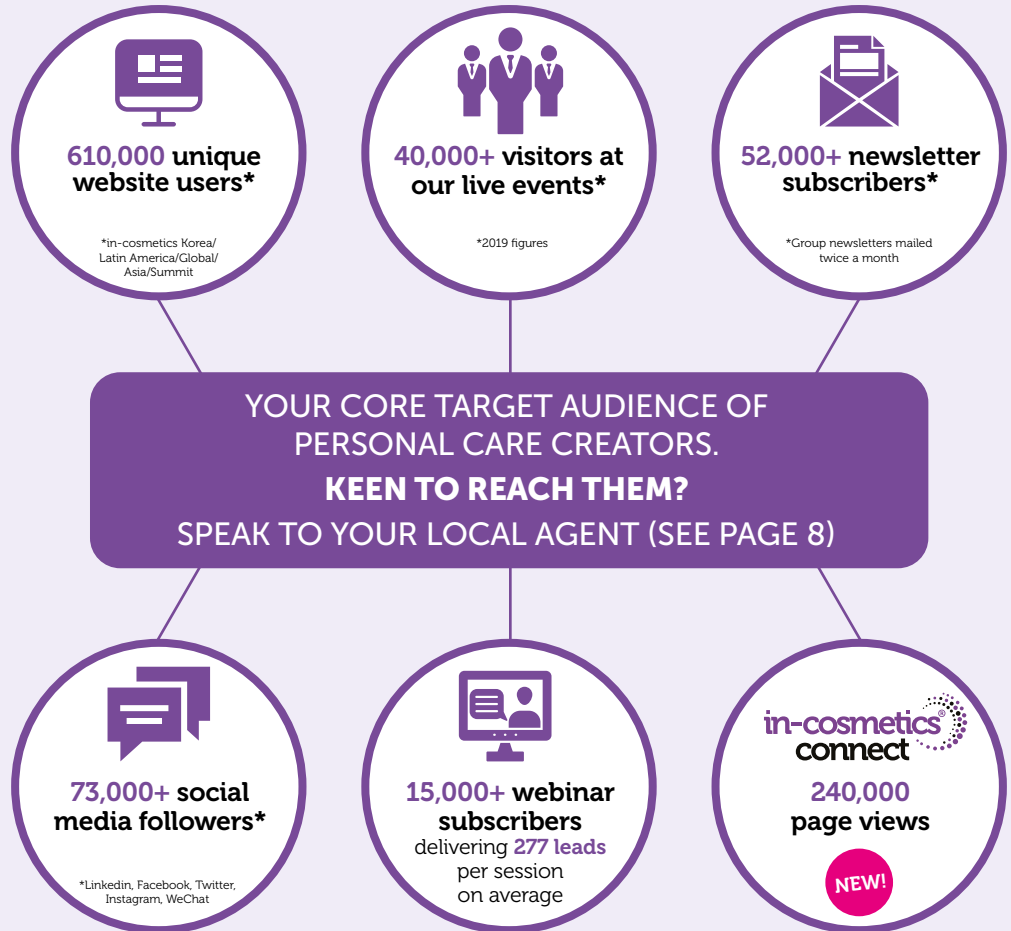 610,000 unique
website users*
*in-cosmetics Korea/
Latin America/Global/
Asia/Summit
40,000+ visitors at
our live events*
*2019 figures
52,000+ newsletter
subscribers*
*Group newsletters mailed
twice a month
YOUR CORE TARGET AUDIENCE OF
PERSONAL CARE CREATORS.
KEEN TO REACH THEM?
SPEAK TO YOUR LOCAL AGENT (SEE PAGE 8)
73,000+ social
media followers*
*Linkedin, Facebook, Twitter,
Instagram, WeChat
15,000+ webinar
subscribers
delivering 277 leads
per session
on average
in-cosmetics®
connect
240,000
page views
NEW!